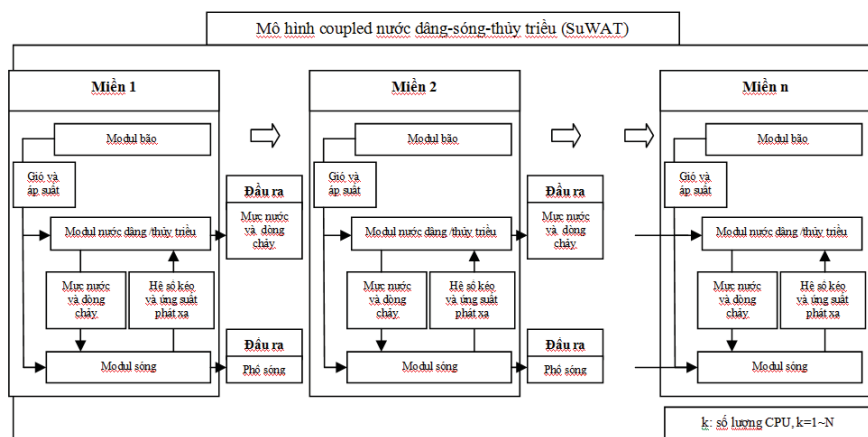 Mô hình coupled nước dâng-sóng-thủy triều (SuWAT)
Miền 1
Modul bão
Gió và
áp suất
Modul nước dâng /thủy triều
Mực nước
và dòng
chảy
Hệ số kéo
và ứng suất
phát xạ
Modul sóng
Đầu ra
Mực nước
và dòng
chảy
Đầu ra
Phổ sóng
Miền 2
Modul bão
Gió và
áp suất
Modul nước dâng /thủy triều
Mực nước
và dòng
chảy
Hệ số kéo
và ứng suất
phát xạ
Modul sóng
Đầu ra
Mực nước
và dòng
chảy
Đầu ra
Phổ sóng
Miền n
Modul bão
Gió và
áp suất
Modul nước dâng /thủy triều
Mực nước
và dòng
chảy
Hệ số kéo
và ứng suất
phát xạ
Modul sóng
k: số lượng CPU, k=1~N